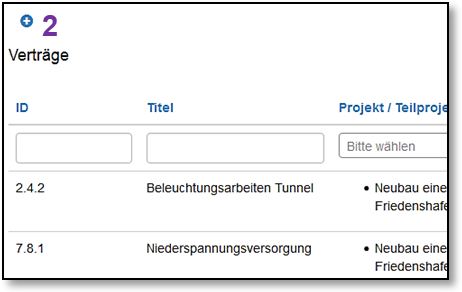 2
Verträge
ID Titel Projekt / Teilproje
Bitte wählen
2.4.2 Beleuchtungsarbeiten Tunnel • Neubau eine
Friedenshafe
7.8.1 Niederspannungsversorgung • Neubau eine
Friedenshafe